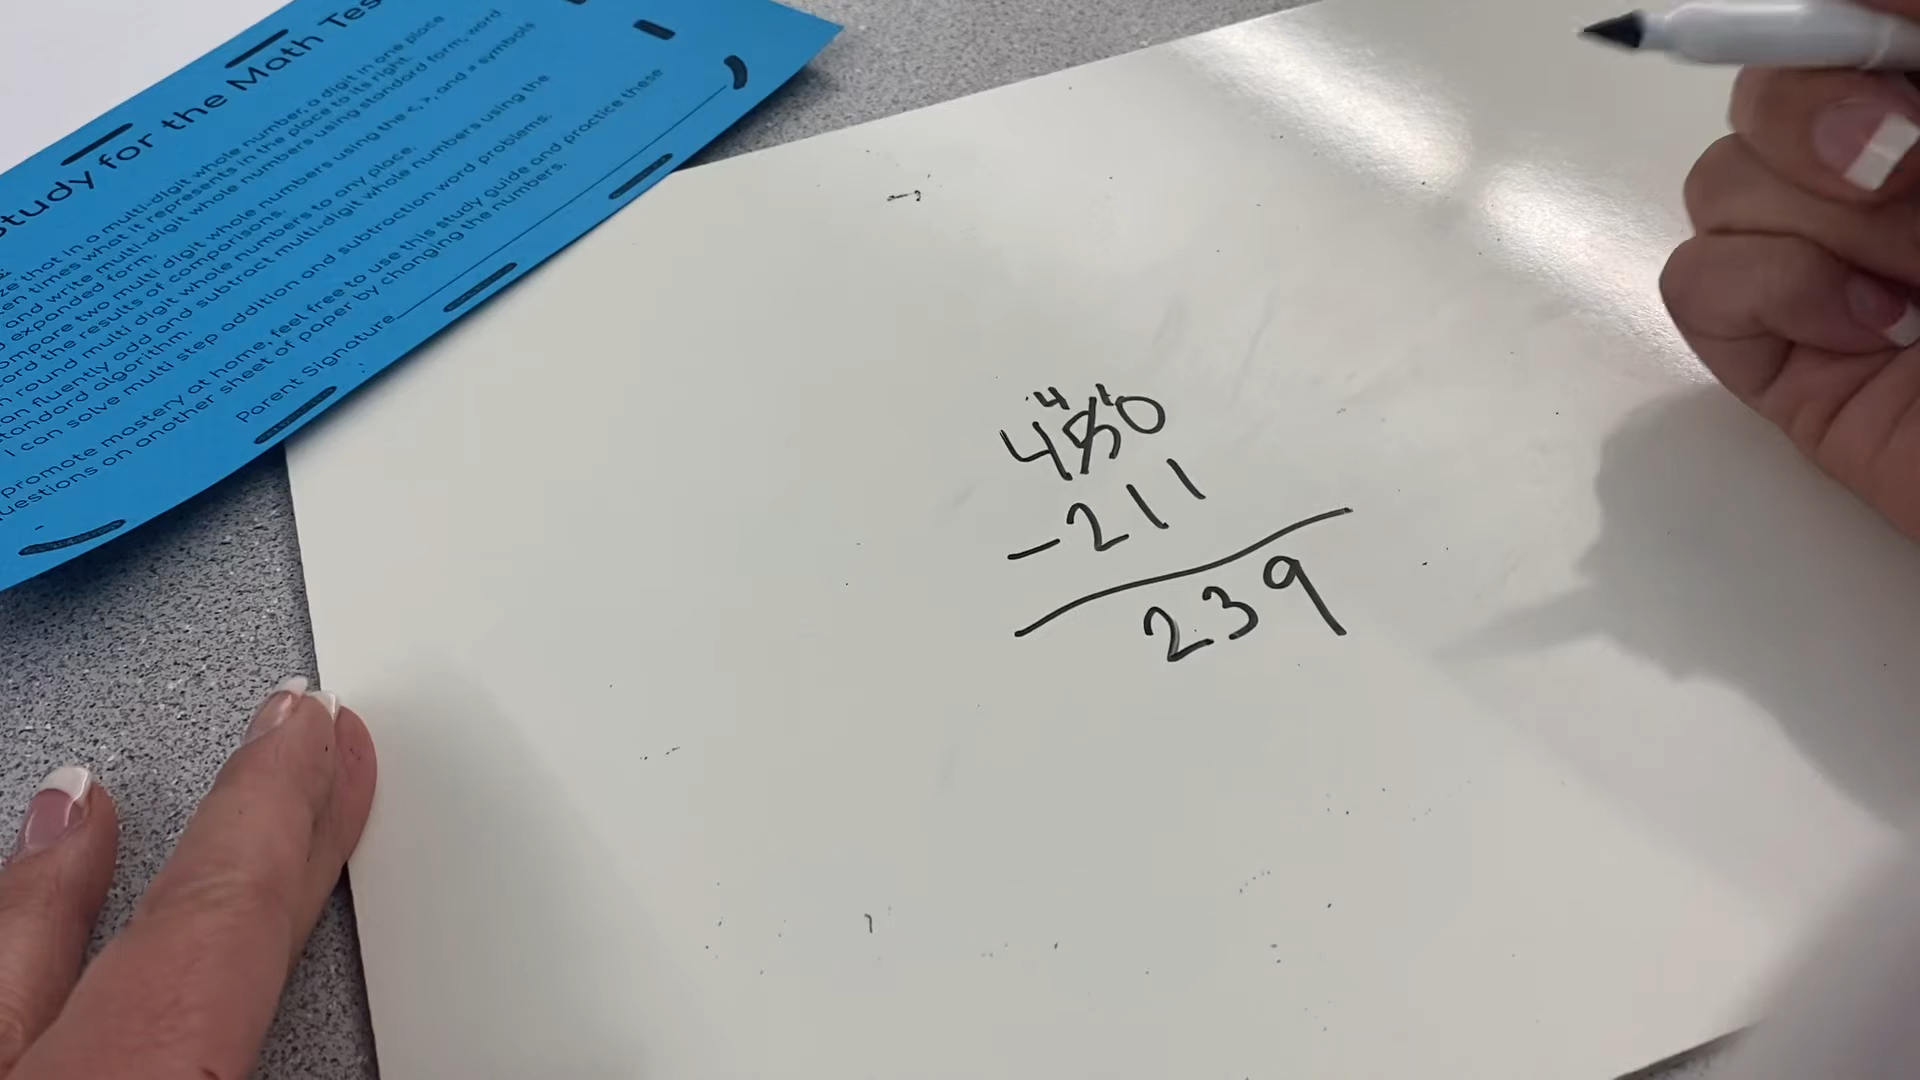 Study for the Math Tes
ze that in a multi-digit whole number, a digit in one place
en times what it represents in the place to its right.
and write multi-digit whole numbers using standard form, word
expanded form.
ompare two multi digit whole numbers using the <, >, and = symbols
ord the results of comparisons.
n round multi digit whole numbers to any place.
an fluently add and subtract multi-digit whole numbers using the
tandard algorithm.
I can solve multi step addition and subtraction word problems.
promote mastery at home, feel free to use this study guide and practice these
uestions on another sheet of paper by changing the numbers.
Parent Signature
4 1
450
- 211
239